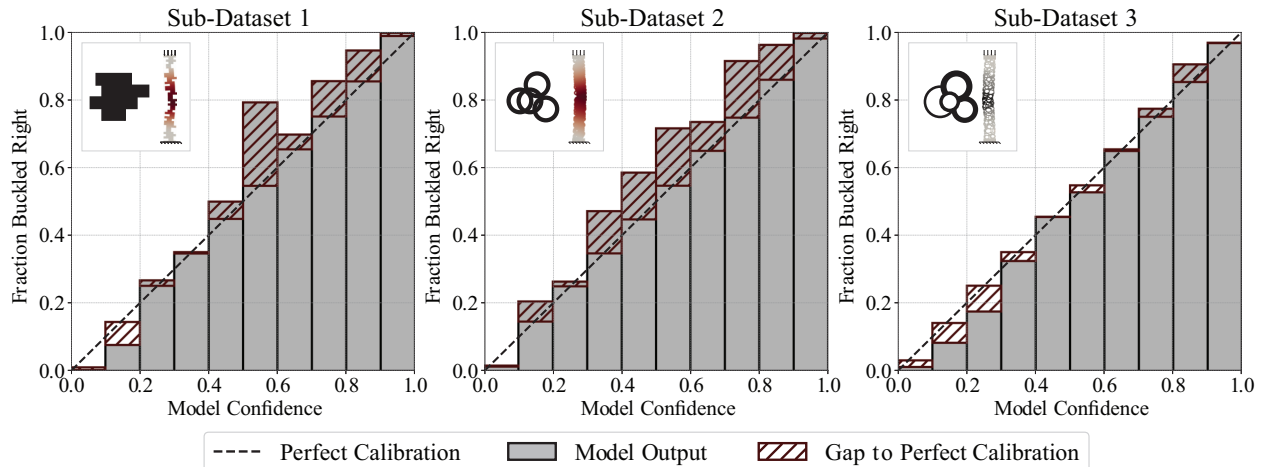 Sub-Dataset 1
Sub-Dataset 2
Sub-Dataset 3
Fraction Buckled Right
1.0
0.8
0.6
0.4
0.2
0.0
0.0 0.2 0.4 0.6 0.8 1.0
Model Confidence
Fraction Buckled Right
1.0
0.8
0.6
0.4
0.2
0.0
0.0 0.2 0.4 0.6 0.8 1.0
Model Confidence
Fraction Buckled Right
1.0
0.8
0.6
0.4
0.2
0.0
0.0 0.2 0.4 0.6 0.8 1.0
Model Confidence
Perfect Calibration
Model Output
Gap to Perfect Calibration